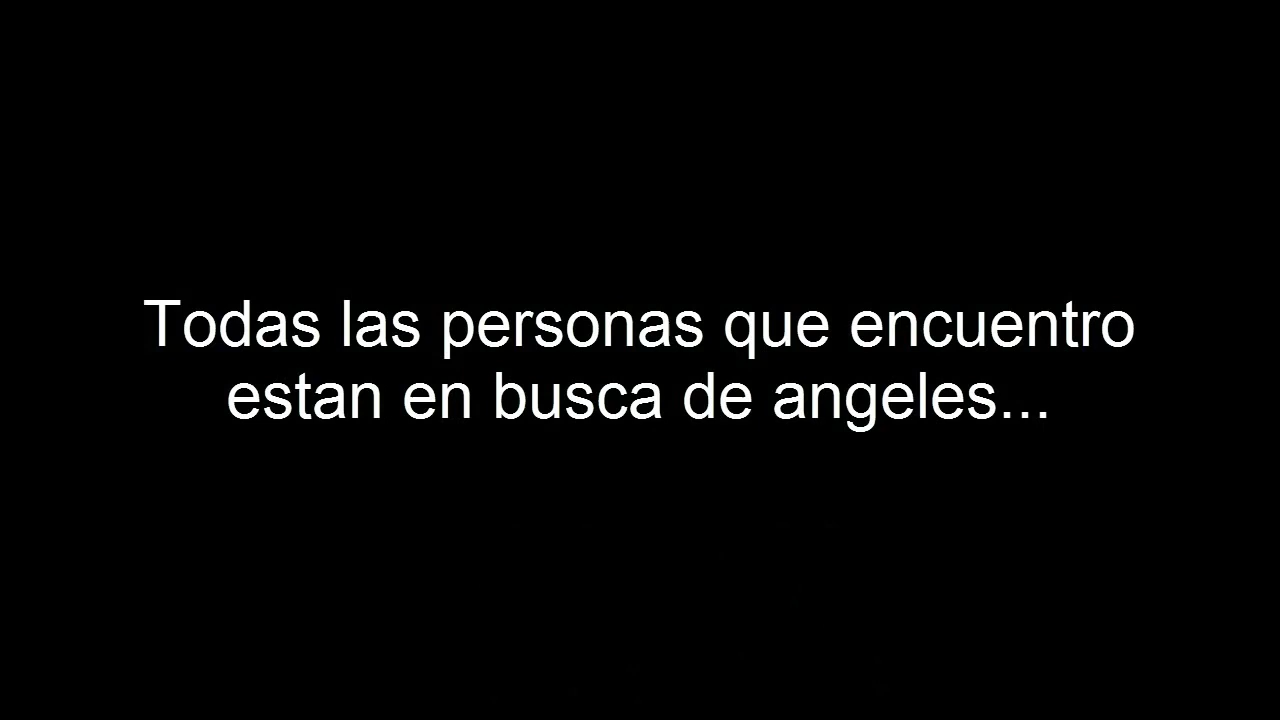 Todas las personas que encuentro
estan en busca de angeles...